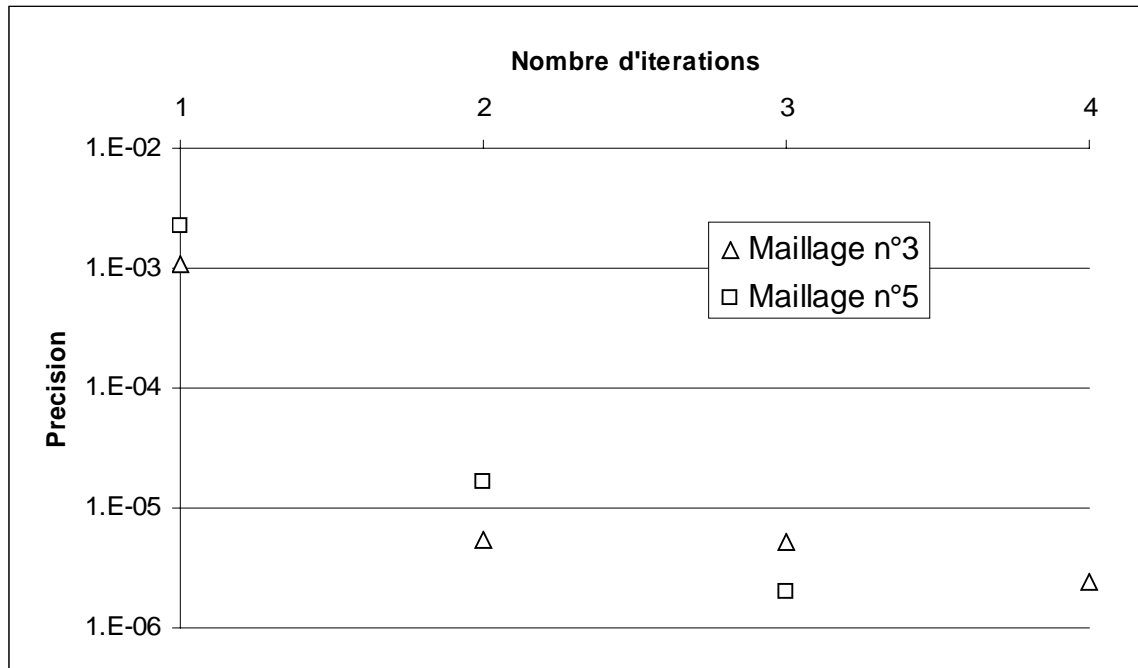 Nombre d'iterations
1 2 3 4
1.E-02
1.E-03
1.E-04
1.E-05
1.E-06
Precision
Maillage n°3
Maillage n°5